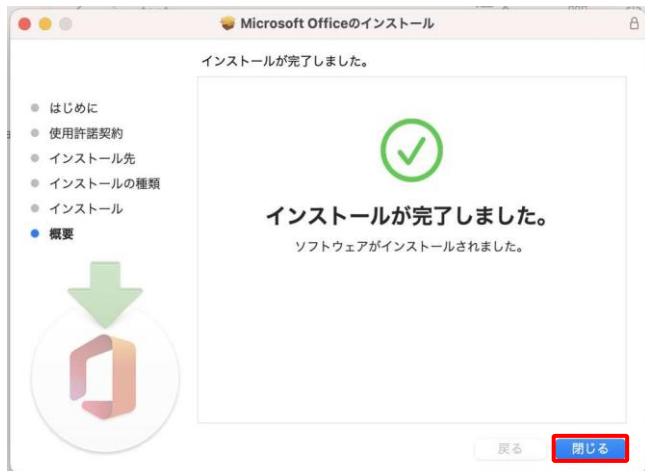 Microsoft Officeのインストール
インストールが完了しました。
はじめに
使用許諾契約
インストール先
インストールの種類
インストール
概要
インストールが完了しました。
ソフトウェアがインストールされました。
戻る
閉じる